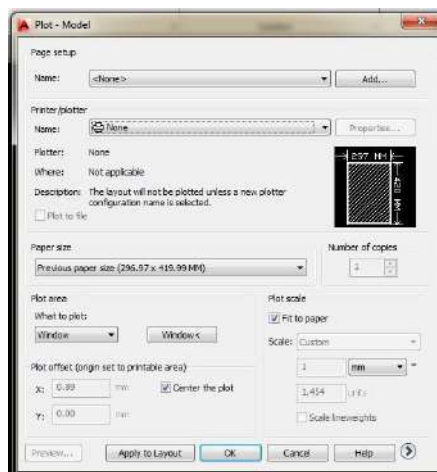 Plot - Model
Page setup
Name: <None> Add...
Printer/plotter
Name: None Properties...
Plotter: None
Where: Not applicable
Description: The layout will not be plotted unless a new plotter
configuration name is selected.
Plot to file
297 MM
420 MM
Paper size
Previous paper size (296.97 x 419.99 MM)
Number of copies
1
Plot area
What to plot:
Window Window<
Plot offset (origin set to printable area)
X: 0.89 mm Center the plot
Y: 0.00 mm
Plot scale
Fit to paper
Scale: Custom
1 mm =
1.454 units
Scale lineweights
Preview... Apply to Layout OK Cancel Help